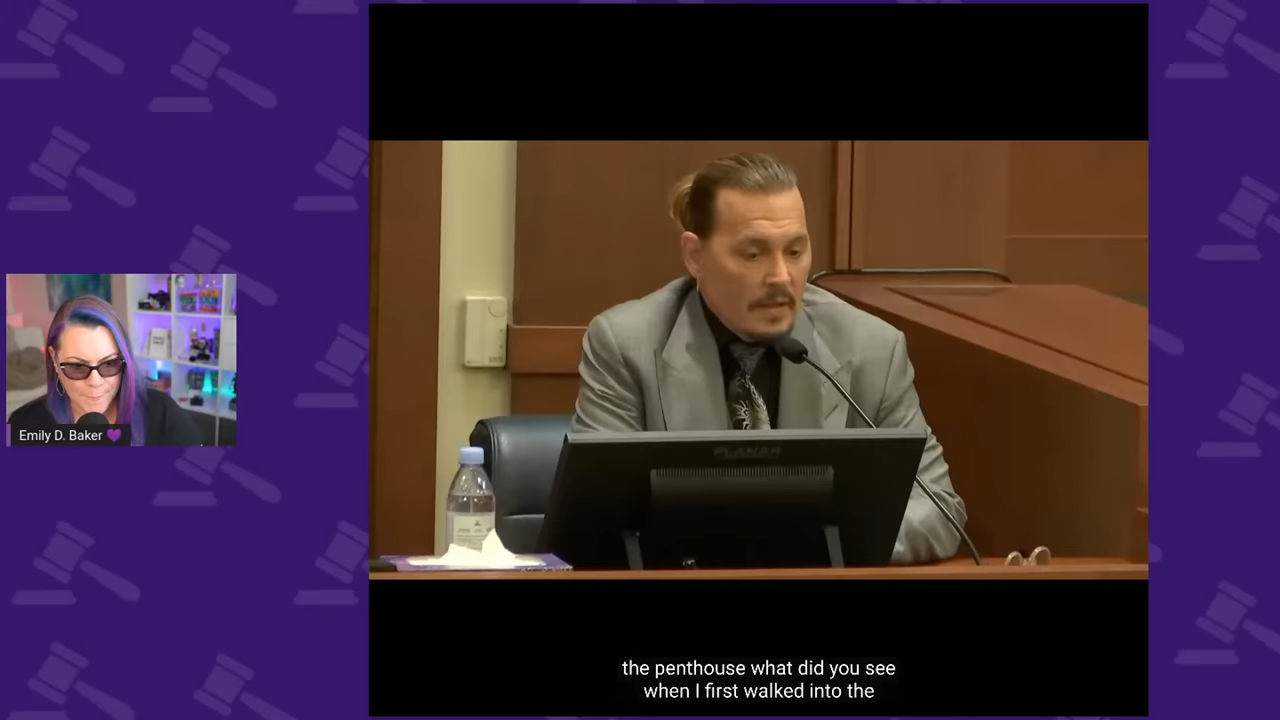 PLANAR
Emily D. Baker 💜
the penthouse what did you see
when I first walked into the